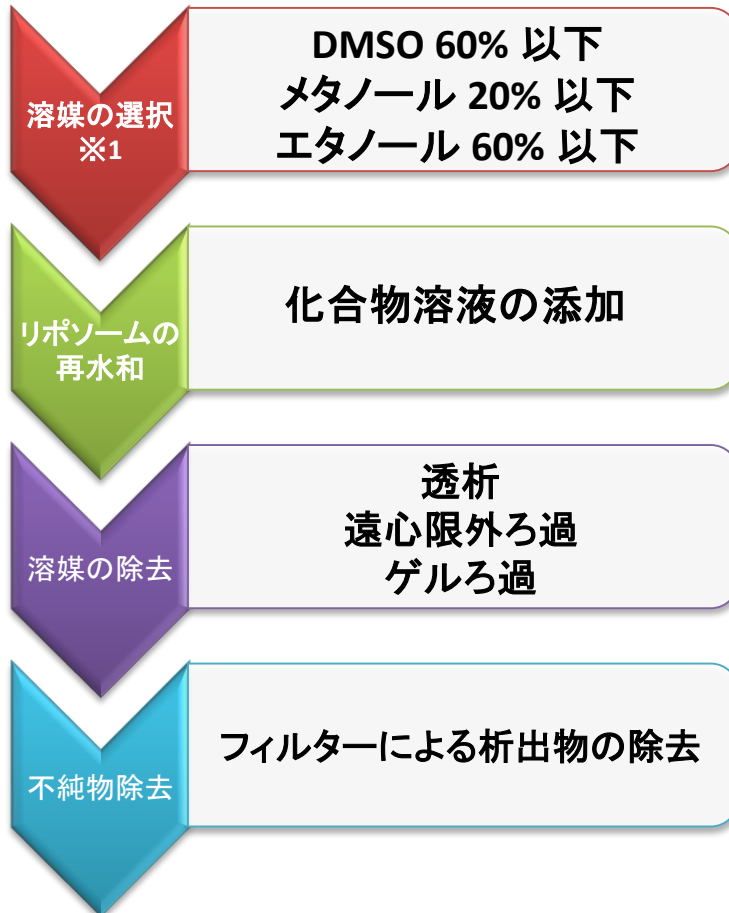 溶媒の選択
※1
DMSO 60% 以下
メタノール 20% 以下
エタノール 60% 以下
リポソームの
再水和
化合物溶液の添加
溶媒の除去
透析
遠心限外ろ過
ゲルろ過
不純物除去
フィルターによる析出物の除去